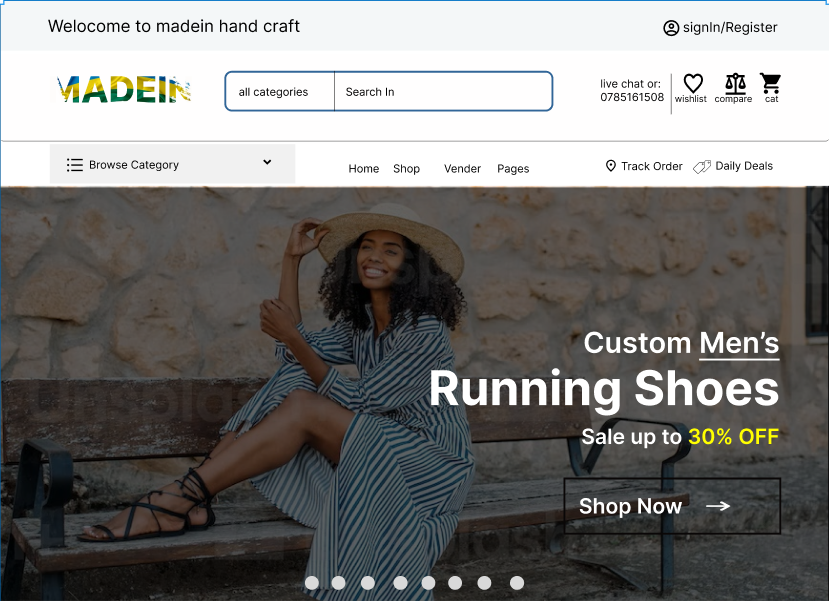 Welocome to madein hand craft
signIn/Register
MADEIN
all categories
Search In
live chat or:
0785161508
wishlist
compare
cat
Browse Category
Home
Shop
Vender
Pages
Track Order
Daily Deals
Custom Men’s
Running Shoes
Sale up to 30% OFF
Shop Now